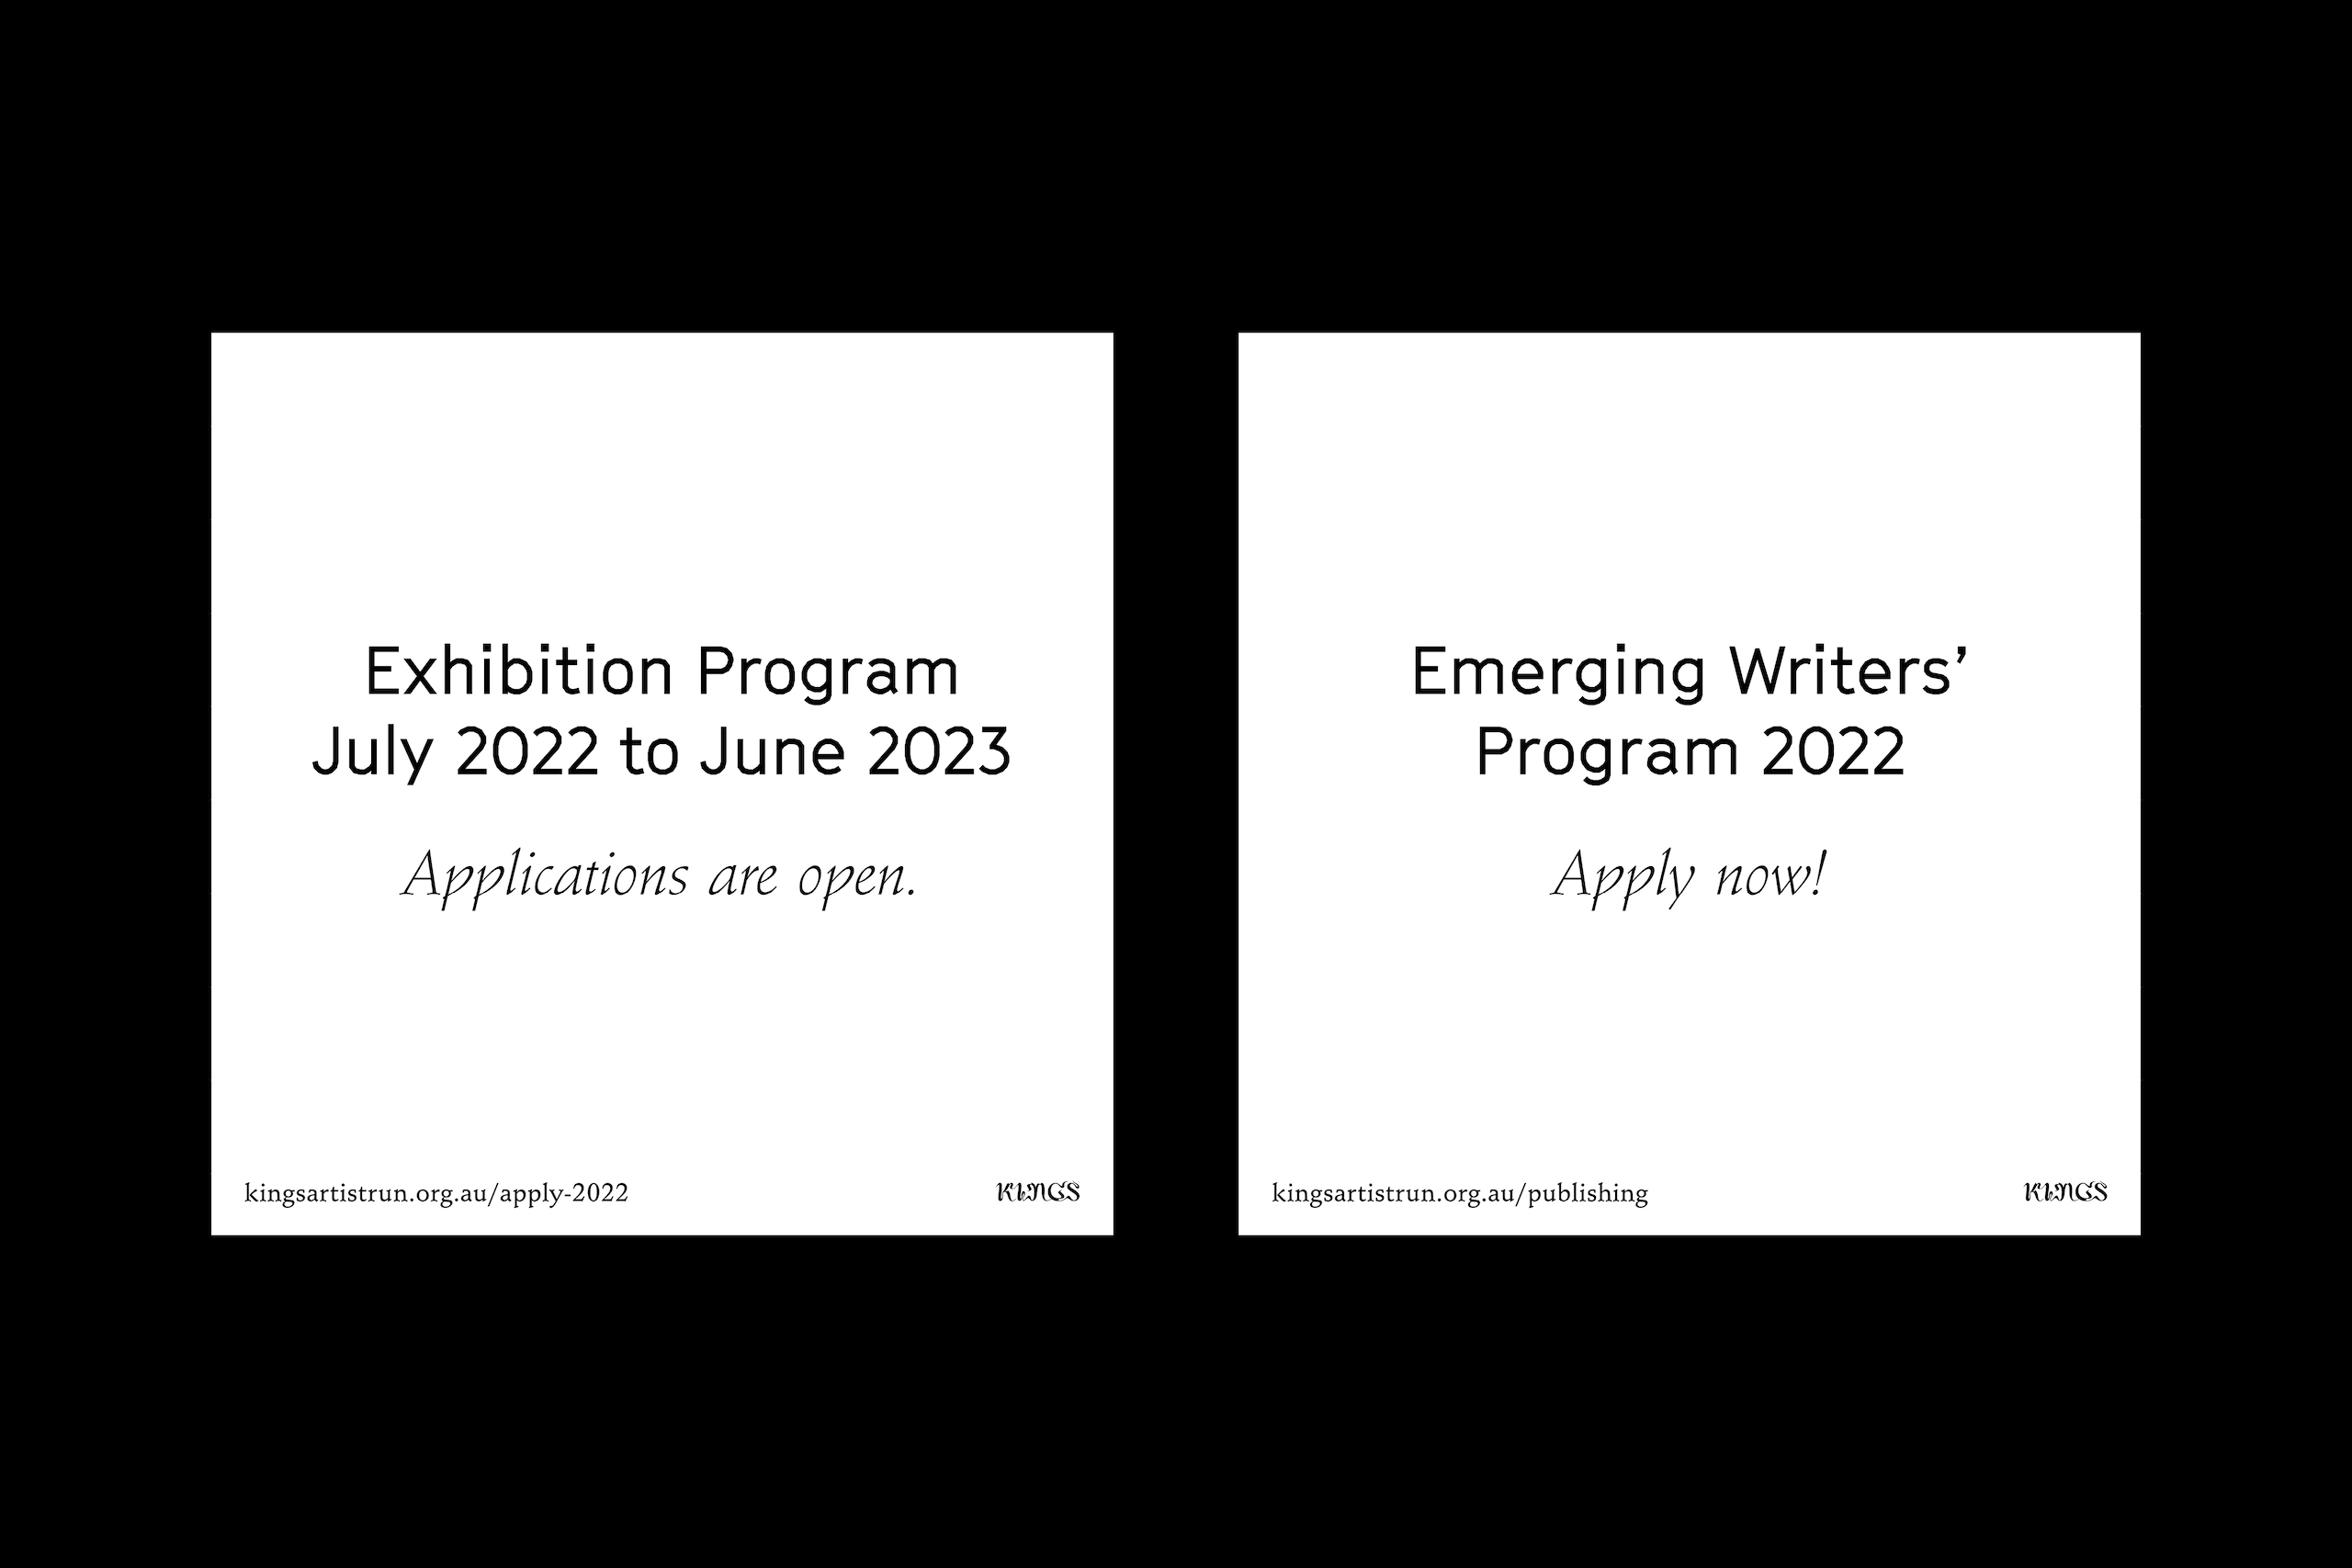 Exhibition Program
July 2022 to June 2023
Applications are open.
kingsartistrun.org.au/apply-2022
KINGS
Emerging Writers’
Program 2022
Apply now!
kingsartistrun.org.au/publishing
KINGS